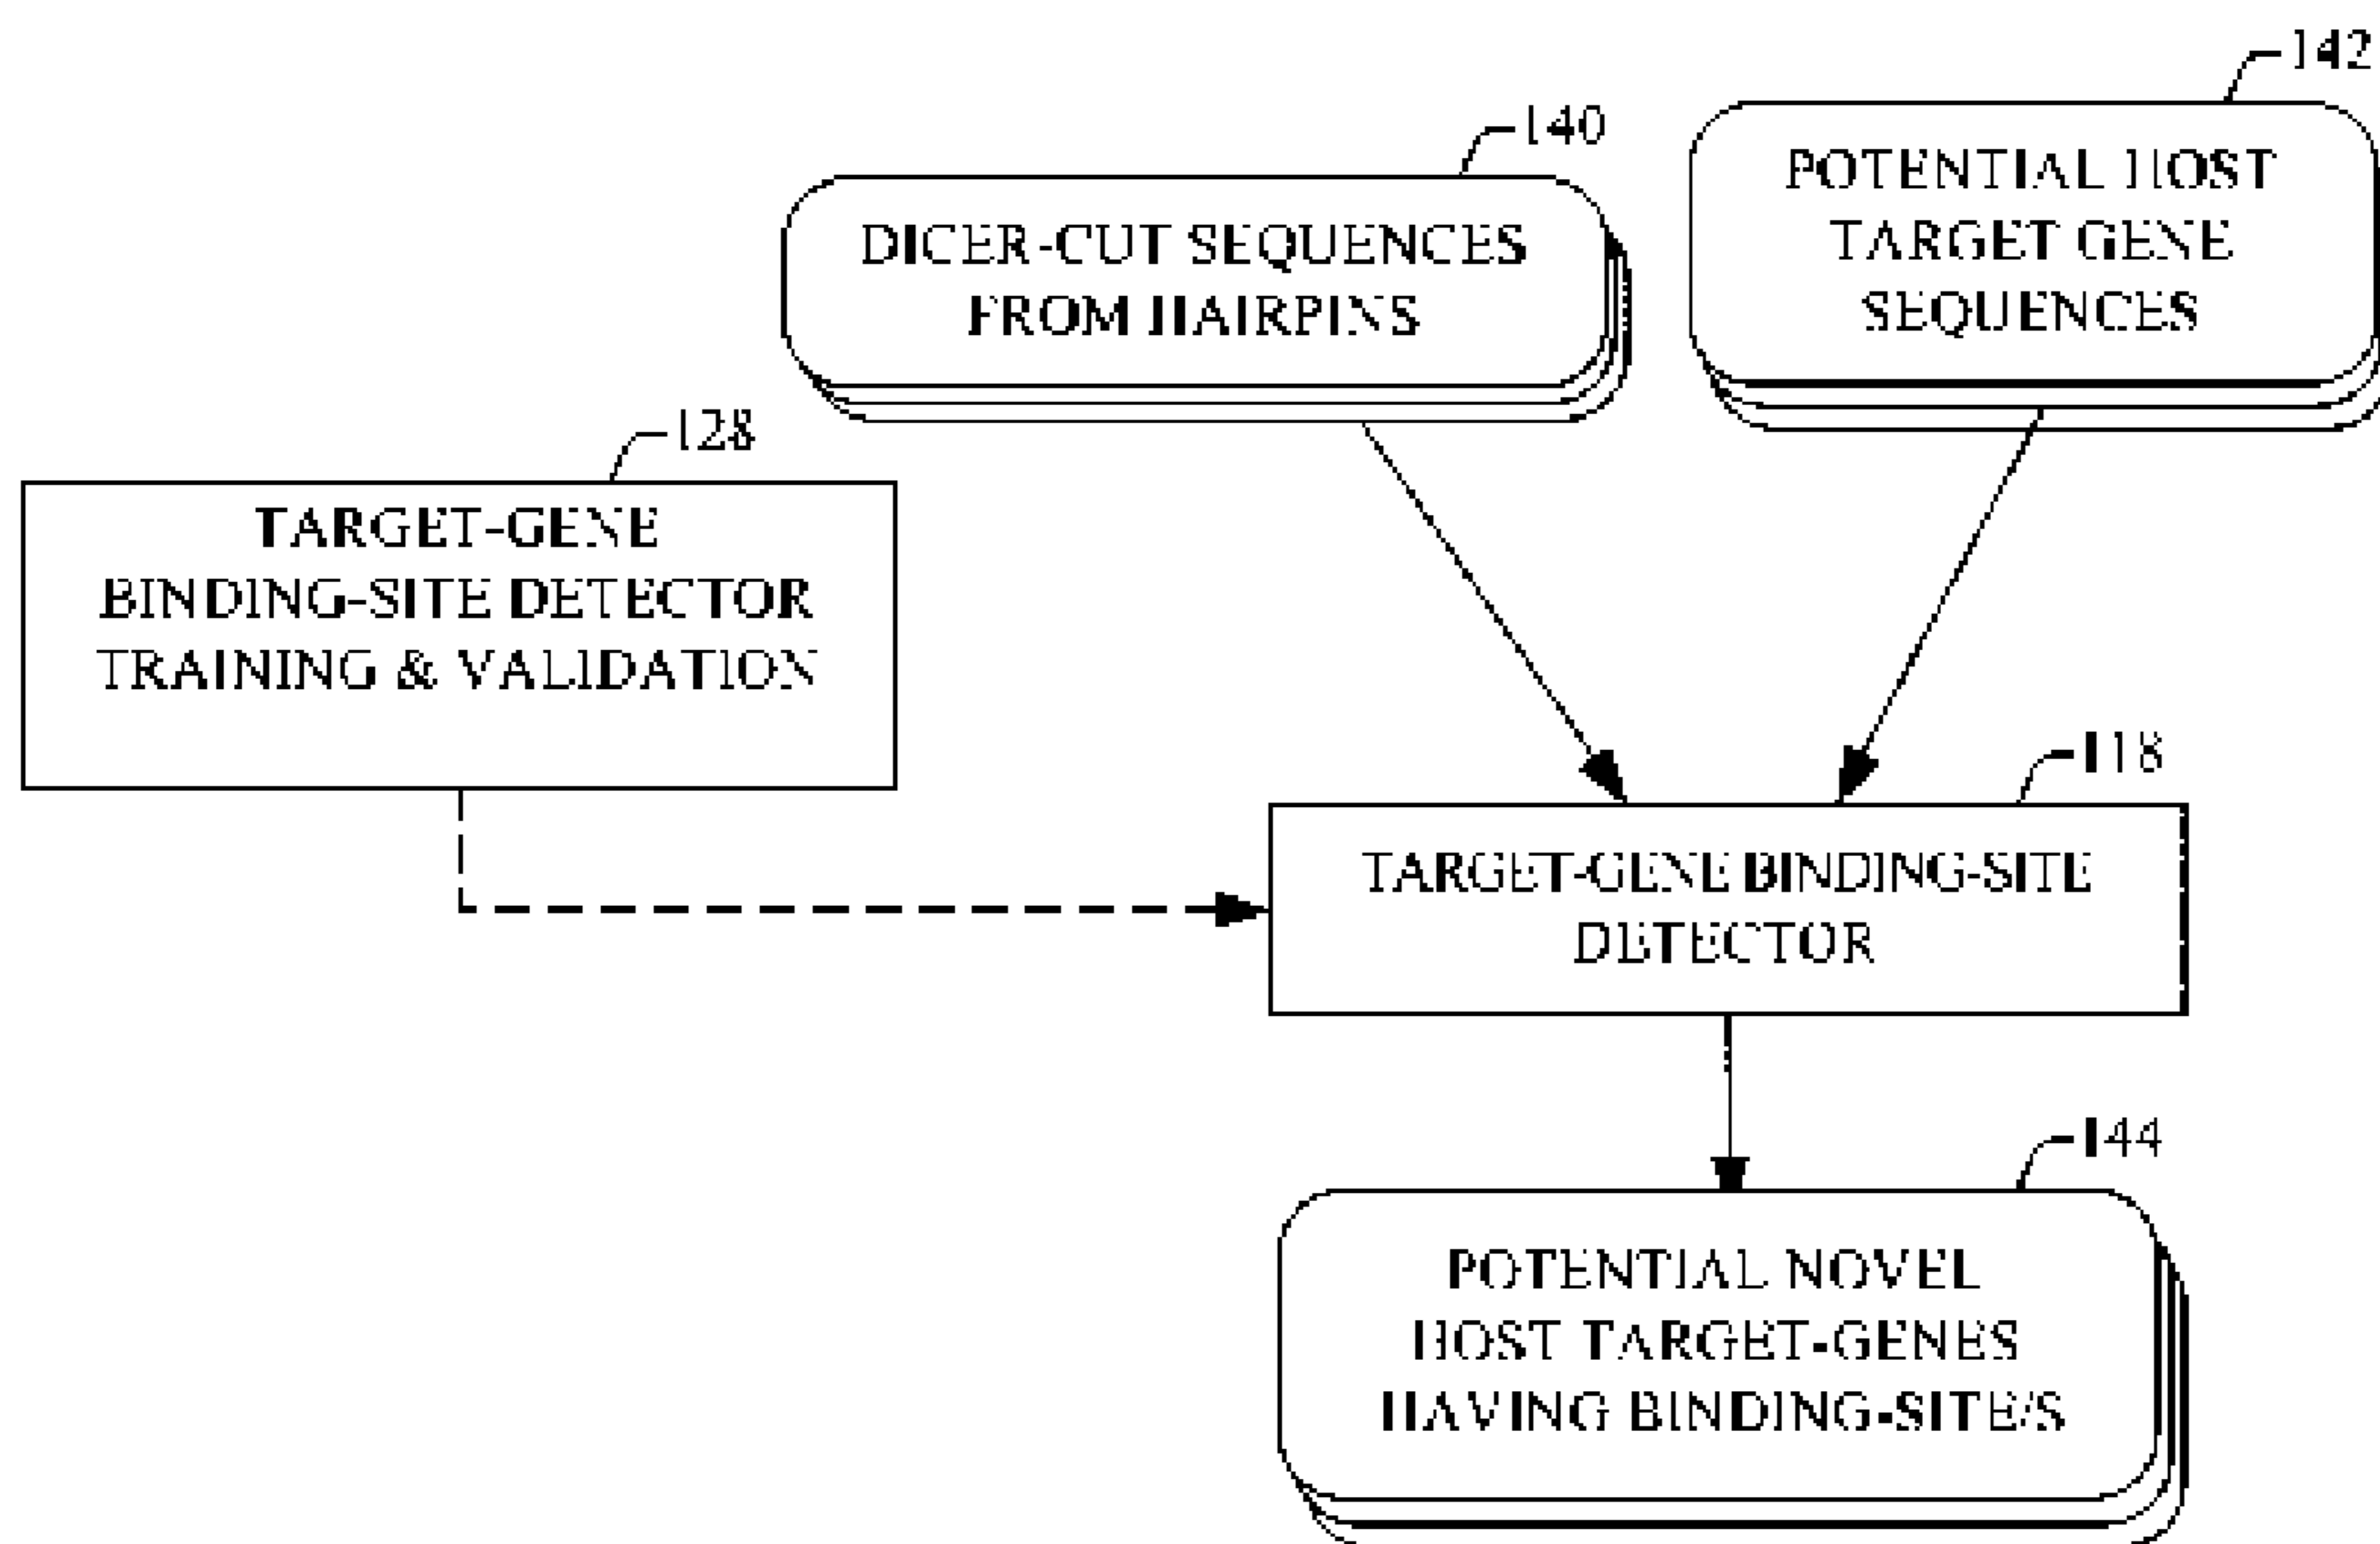 142
140
POTENTIAL HOST
TARGET GENE
SEQUENCES
DICER-CUT SEQUENCES
FROM HAIRPINS
128
TARGET-GENE
BINDING-SITE DETECTOR
TRAINING & VALIDATION
118
TARGET-GENE BINDING-SITE
DETECTOR
144
POTENTIAL NOVEL
HOST TARGET-GENES
HAVING BINDING-SITE/S